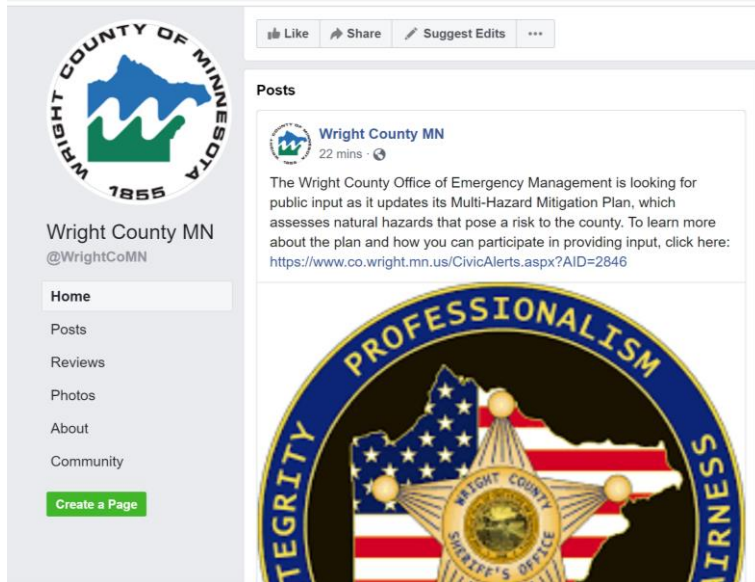 WRIGHT COUNTY OF MINNESOTA
1855
Wright County MN
@WrightCoMN
Home
Posts
Reviews
Photos
About
Community
Create a Page
Like
Share
Suggest Edits
Posts
Wright County MN
22 mins ·
The Wright County Office of Emergency Management is looking for
public input as it updates its Multi-Hazard Mitigation Plan, which
assesses natural hazards that pose a risk to the county. To learn more
about the plan and how you can participate in providing input, click here:
https://www.co.wright.mn.us/CivicAlerts.aspx?AID=2846
PROFESSIONALISM
WRIGHT COUNTY
SHERIFF'S OFFICE